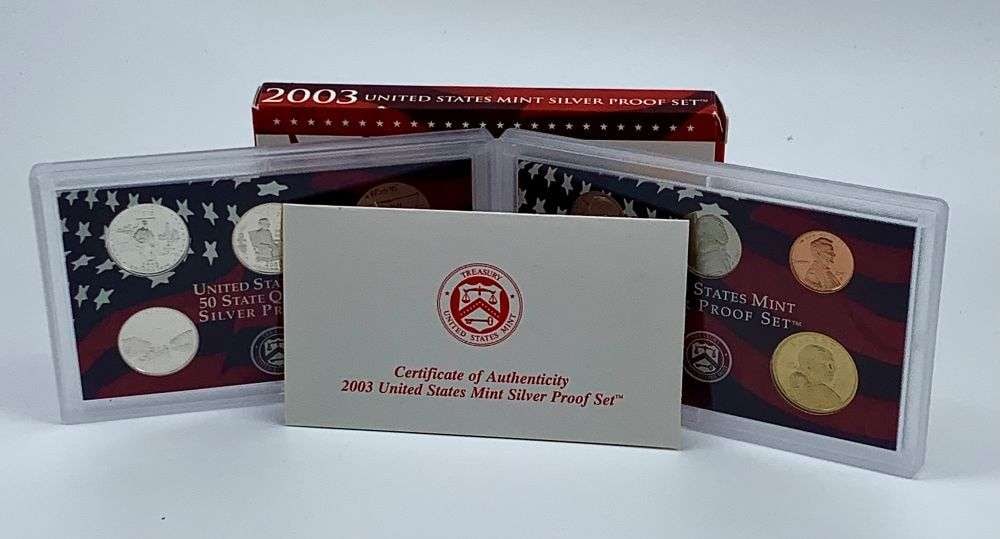 2003 UNITED STATES MINT SILVER PROOF SET™
UNITED STA
50 STATE Q
SILVER PR
TREASURY
UNITED STATES MINT
Certificate of Authenticity
2003 United States Mint Silver Proof Set™
STATES MINT
PROOF SET™